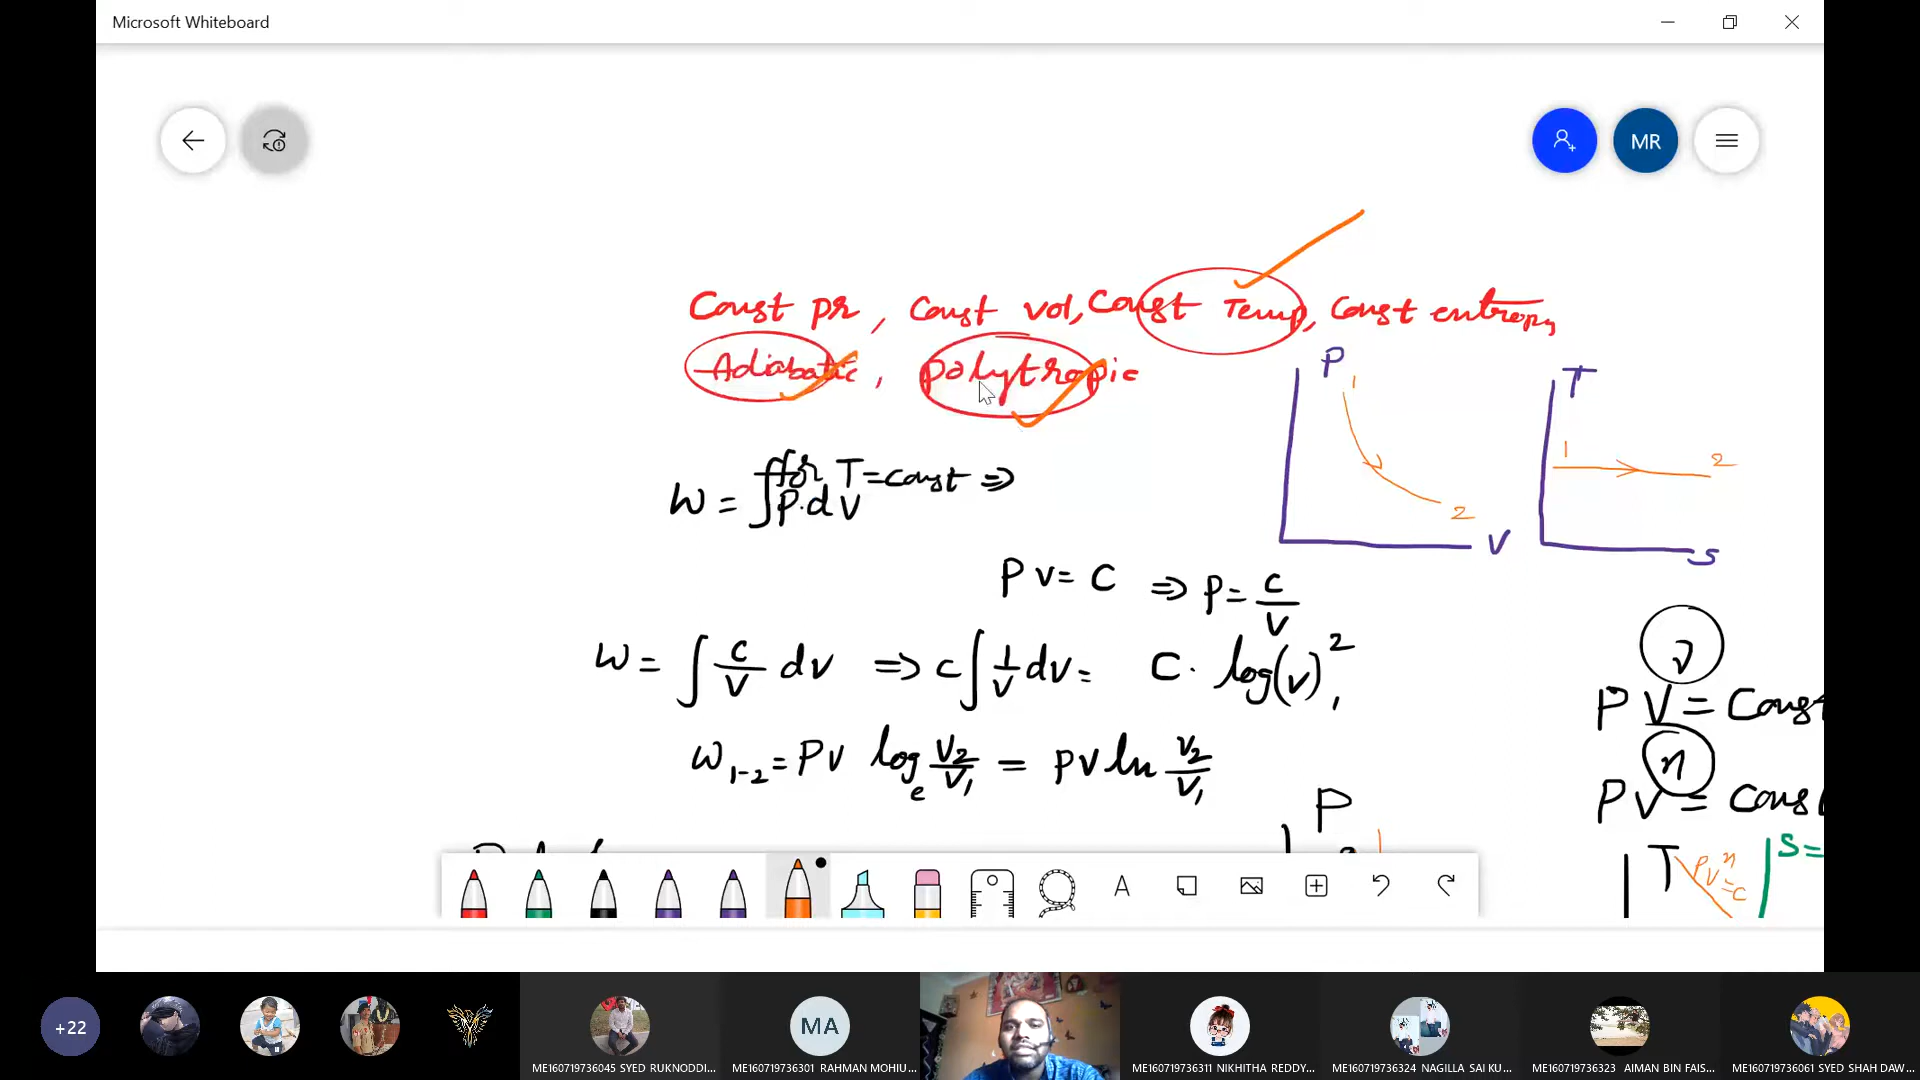 Microsoft Whiteboard
MR
Const pr, Const vol, Const Temp, Const entropy
Adiabatic, polytropic
for T=Const ⇒
W = ∫P.dV
P
1
2
V
T
1
2
S
PV = C ⇒ P = C/V
W = ∫ C/V dv ⇒ C∫ 1/V dv = C. log(v)₁²
W₁₋₂ = PV logₑ V₂/V₁ = PV ln V₂/V₁
γ
PV = Const
n
PV = Const
P
T
PVⁿ=C
S=
A
+22
MA
ME160719736045 SYED RUKNODDI...
ME160719736301 RAHMAN MOHIU...
ME160719736311 NIKHITHA REDDY...
ME160719736324 NAGILLA SAI KU...
ME160719736323 AIMAN BIN FAIS...
ME160719736061 SYED SHAH DAW...